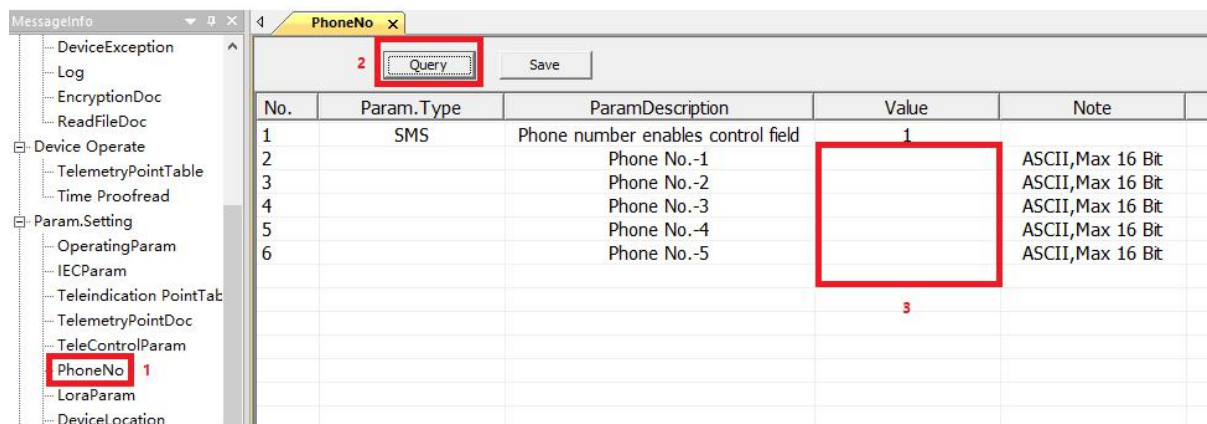 MessageInfo
DeviceException
Log
EncryptionDoc
ReadFileDoc
Device Operate
TelemetryPointTable
Time Proofread
Param.Setting
OperatingParam
IECParam
Teleindication PointTab
TelemetryPointDoc
TeleControlParam
PhoneNo 1
LoraParam
DeviceLocation
PhoneNo x
2 Query Save
No. Param.Type ParamDescription Value Note
1 SMS Phone number enables control field 1
2 Phone No.-1 ASCII,Max 16 Bit
3 Phone No.-2 ASCII,Max 16 Bit
4 Phone No.-3 ASCII,Max 16 Bit
5 Phone No.-4 ASCII,Max 16 Bit
6 Phone No.-5 ASCII,Max 16 Bit
3